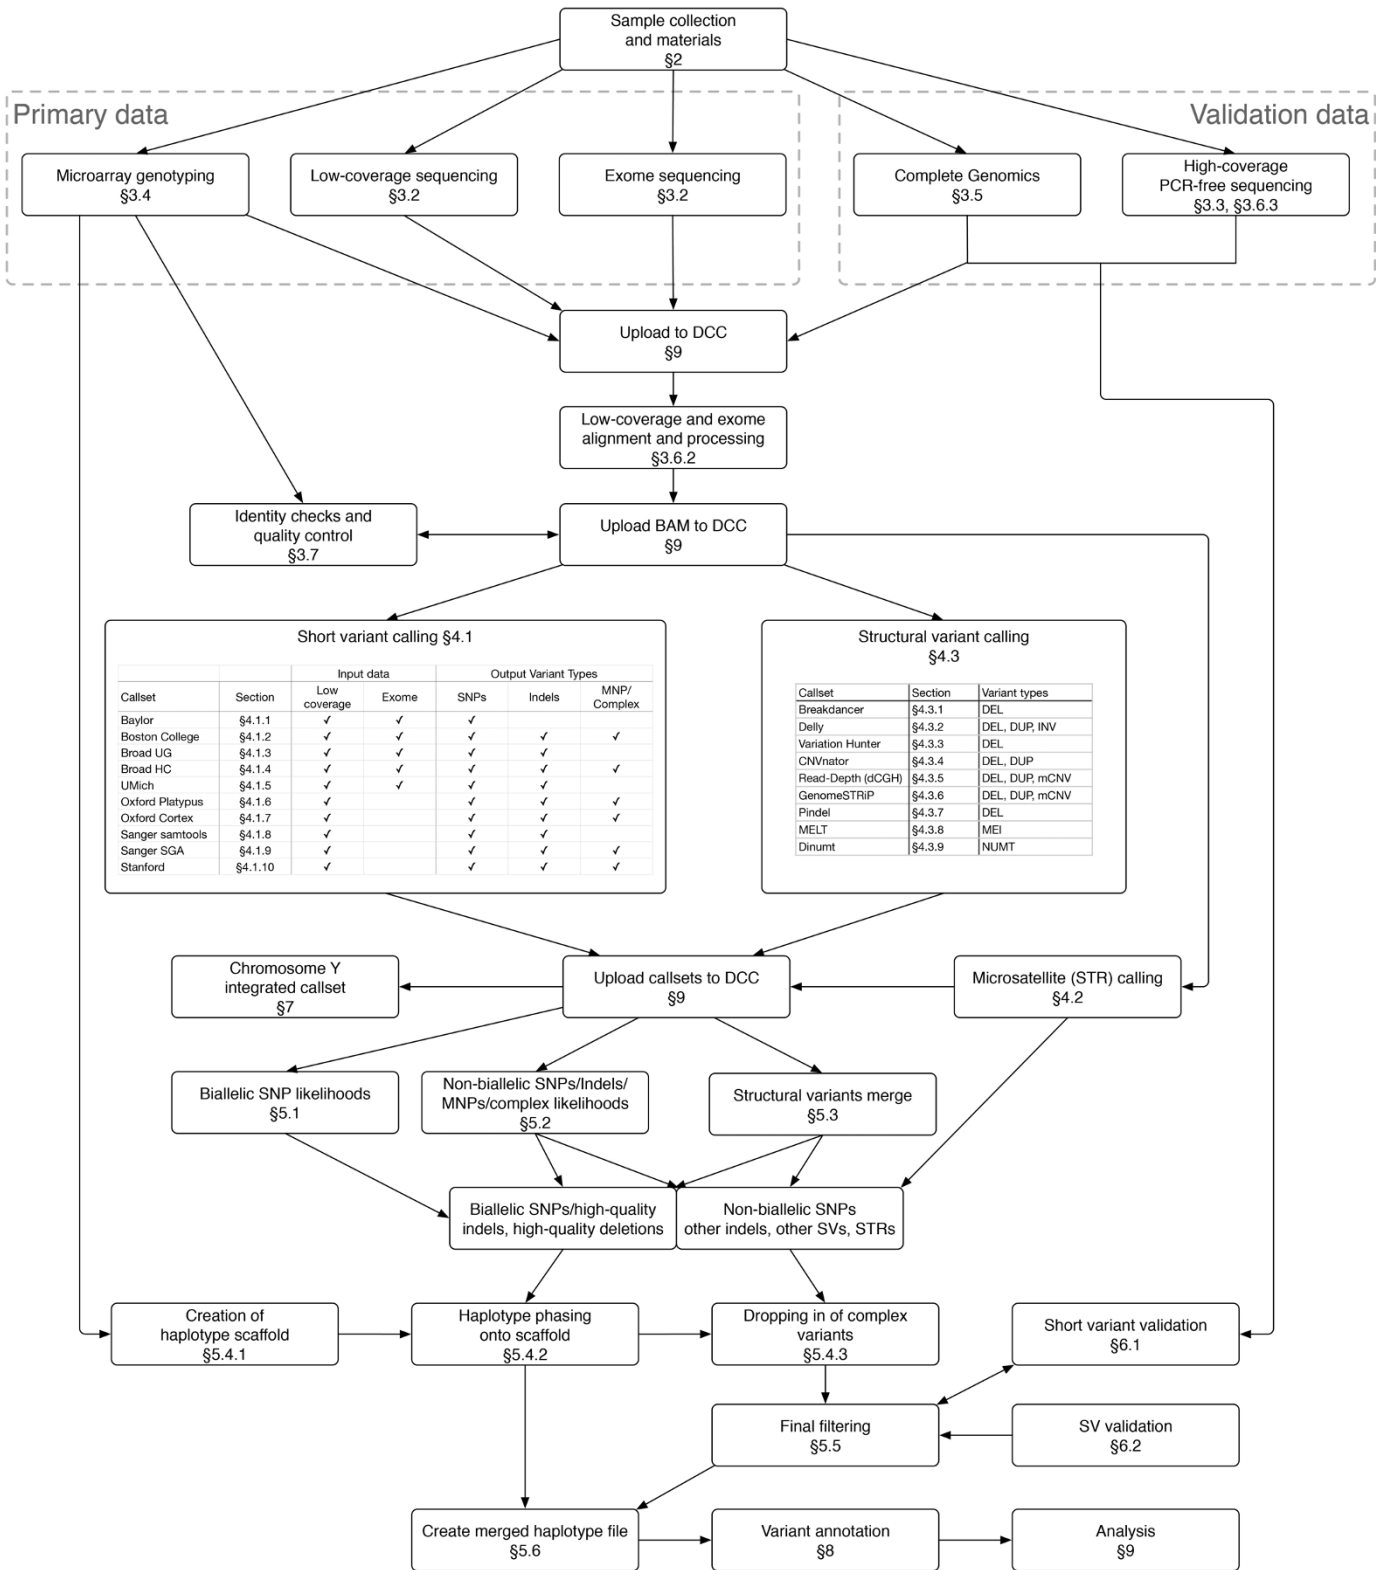 Sample collection
and materials
§2
Primary data
Validation data
Microarray genotyping
§3.4
Low-coverage sequencing
§3.2
Exome sequencing
§3.2
Complete Genomics
§3.5
High-coverage
PCR-free sequencing
§3.3, §3.6.3
Upload to DCC
§9
Low-coverage and exome
alignment and processing
§3.6.2
Identity checks and
quality control
§3.7
Upload BAM to DCC
§9
Short variant calling §4.1
Input data Output Variant Types
Callset Section Low coverage Exome SNPs Indels MNP/ Complex
Baylor §4.1.1 ✓ ✓ ✓
Boston College §4.1.2 ✓ ✓ ✓ ✓ ✓
Broad UG §4.1.3 ✓ ✓ ✓ ✓
Broad HC §4.1.4 ✓ ✓ ✓ ✓ ✓
UMich §4.1.5 ✓ ✓ ✓ ✓
Oxford Platypus §4.1.6 ✓ ✓ ✓ ✓
Oxford Cortex §4.1.7 ✓ ✓ ✓ ✓
Sanger samtools §4.1.8 ✓ ✓ ✓
Sanger SGA §4.1.9 ✓ ✓ ✓ ✓
Stanford §4.1.10 ✓ ✓ ✓ ✓
Structural variant calling
§4.3
Callset Section Variant types
Breakdancer §4.3.1 DEL
Delly §4.3.2 DEL, DUP, INV
Variation Hunter §4.3.3 DEL
CNVnator §4.3.4 DEL, DUP
Read-Depth (dCGH) §4.3.5 DEL, DUP, mCNV
GenomeSTRiP §4.3.6 DEL, DUP, mCNV
Pindel §4.3.7 DEL
MELT §4.3.8 MEI
Dinumt §4.3.9 NUMT
Chromosome Y
integrated callset
§7
Upload callsets to DCC
§9
Microsatellite (STR) calling
§4.2
Biallelic SNP likelihoods
§5.1
Non-biallelic SNPs/Indels/
MNPs/complex likelihoods
§5.2
Structural variants merge
§5.3
Biallelic SNPs/high-quality
indels, high-quality deletions
Non-biallelic SNPs
other indels, other SVs, STRs
Creation of
haplotype scaffold
§5.4.1
Haplotype phasing
onto scaffold
§5.4.2
Dropping in of complex
variants
§5.4.3
Short variant validation
§6.1
Final filtering
§5.5
SV validation
§6.2
Create merged haplotype file
§5.6
Variant annotation
§8
Analysis
§9